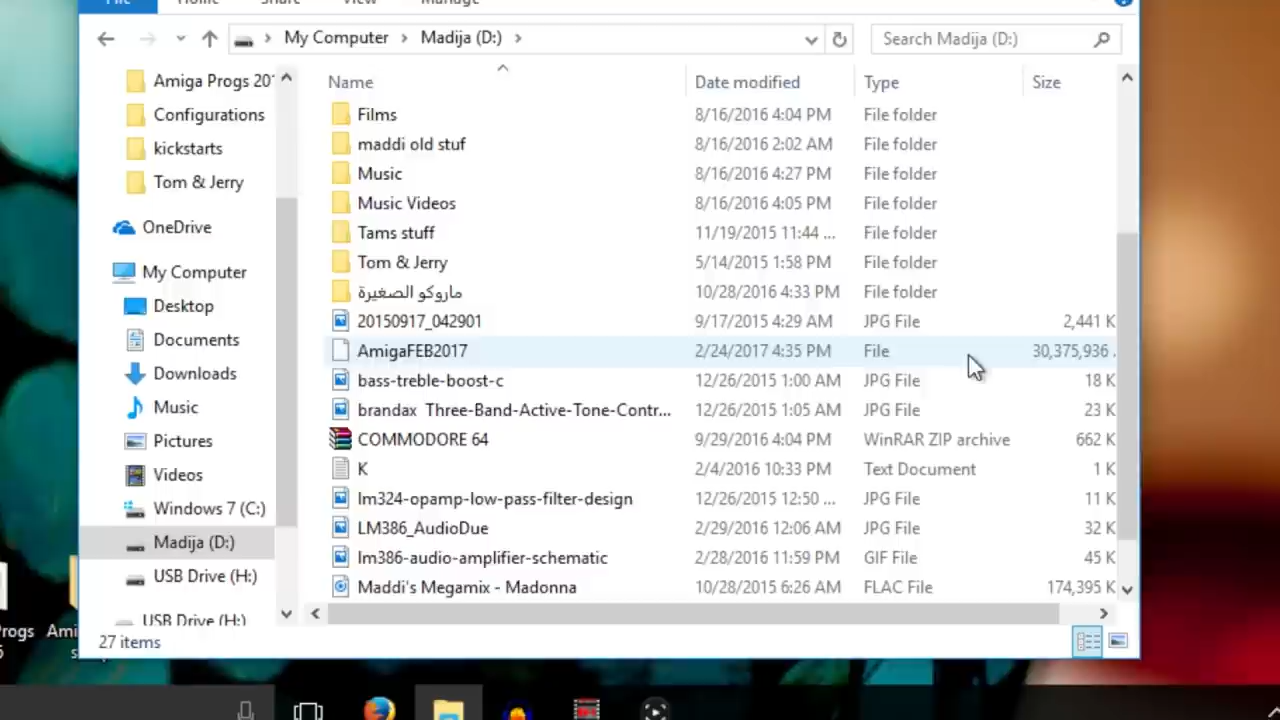 File Home Share View Manage
My Computer > Madija (D:) >
Search Madija (D:)
Name Date modified Type Size
Amiga Progs 20
Configurations
kickstarts
Tom & Jerry
OneDrive
My Computer
Desktop
Documents
Downloads
Music
Pictures
Videos
Windows 7 (C:)
Madija (D:)
USB Drive (H:)
USB Drive (H:)
Films 8/16/2016 4:04 PM File folder
maddi old stuf 8/16/2016 2:02 AM File folder
Music 8/16/2016 4:27 PM File folder
Music Videos 8/16/2016 4:05 PM File folder
Tams stuff 11/19/2015 11:44 ... File folder
Tom & Jerry 5/14/2015 1:58 PM File folder
ماروكو الصغيرة 10/28/2016 4:33 PM File folder
20150917_042901 9/17/2015 4:29 AM JPG File 2,441 K
AmigaFEB2017 2/24/2017 4:35 PM File 30,375,936 .
bass-treble-boost-c 12/26/2015 1:00 AM JPG File 18 K
brandax Three-Band-Active-Tone-Contr... 12/26/2015 1:05 AM JPG File 23 K
COMMODORE 64 9/29/2016 4:04 PM WinRAR ZIP archive 662 K
K 2/4/2016 10:33 PM Text Document 1 K
lm324-opamp-low-pass-filter-design 12/26/2015 12:50 ... JPG File 11 K
LM386_AudioDue 2/29/2016 12:06 AM JPG File 32 K
lm386-audio-amplifier-schematic 2/28/2016 11:59 PM GIF File 45 K
Maddi's Megamix - Madonna 10/28/2015 6:26 AM FLAC File 174,395 K
27 items
Progs Ami